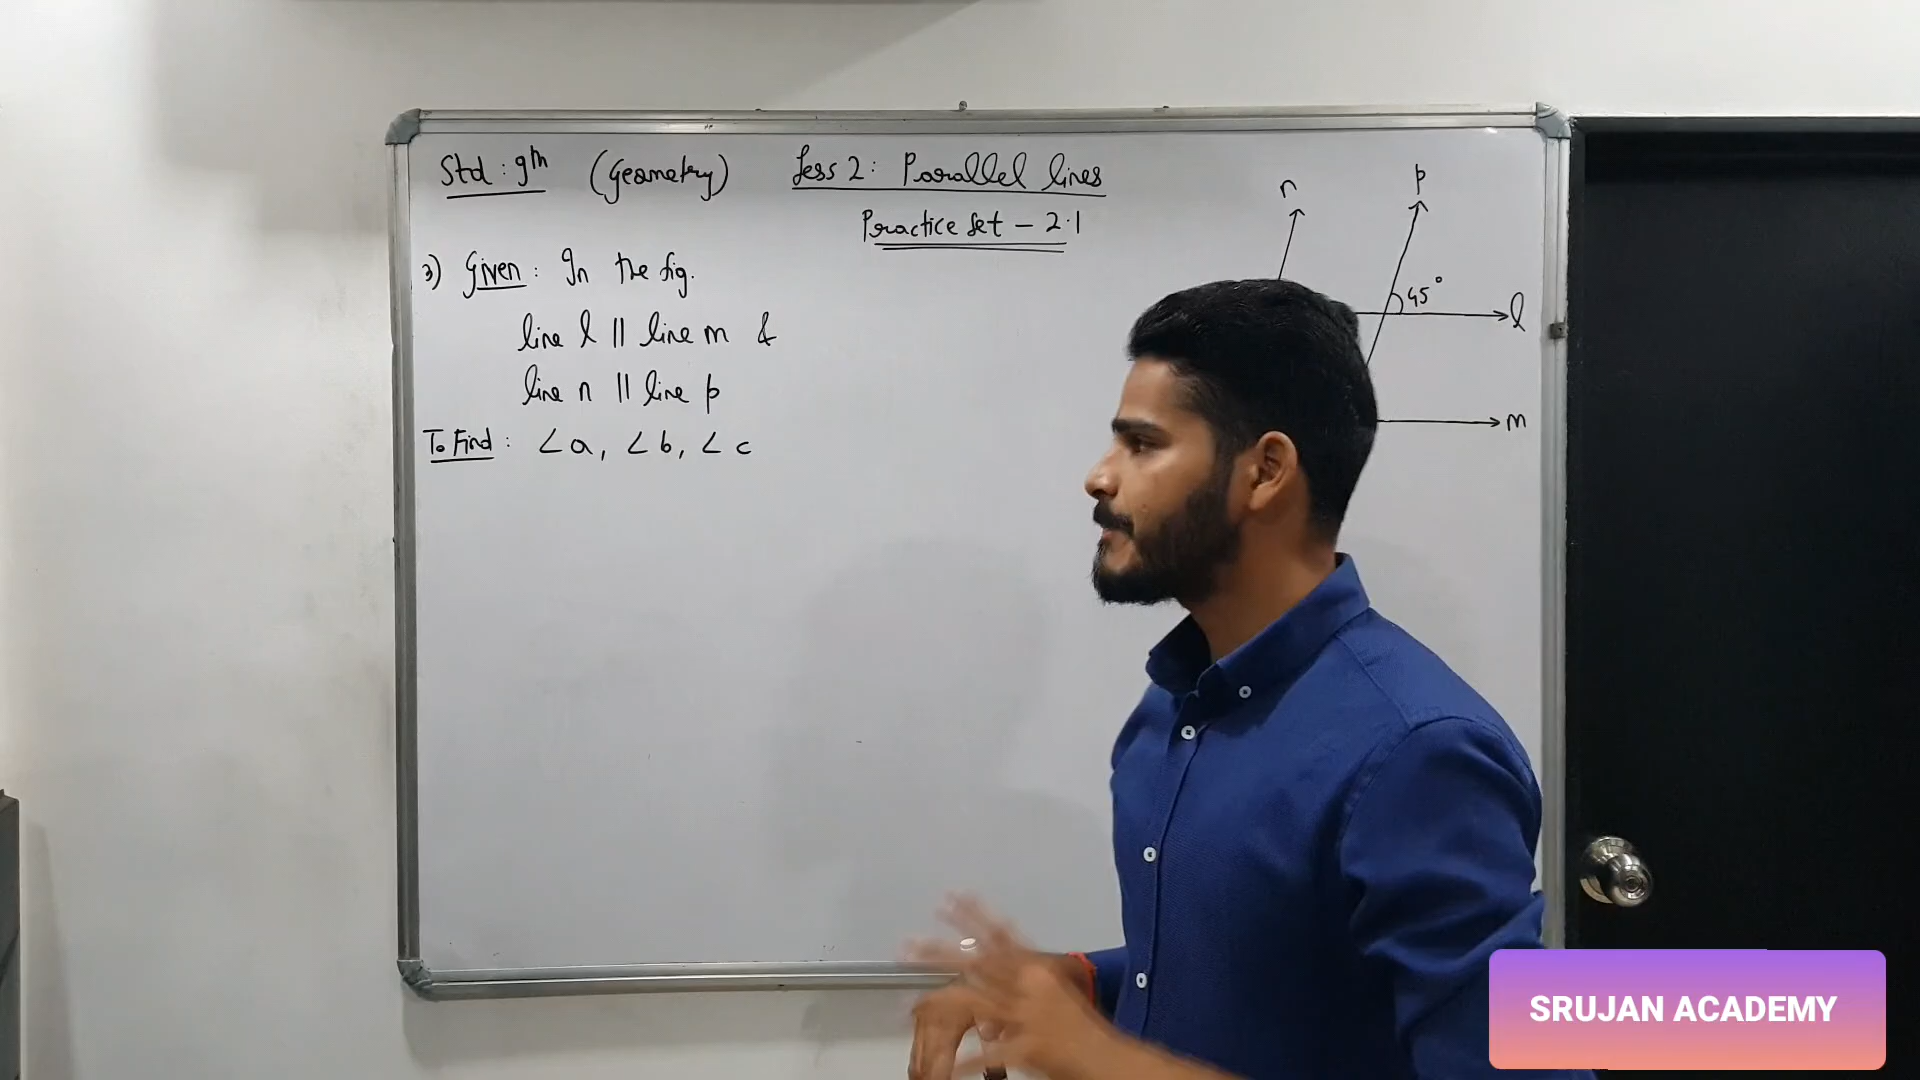 Std : 9th (Geometry) Less 2 : Parallel lines
Practice Set – 2.1
3) Given : In the fig.
line l || line m &
line n || line p
To Find : ∠a, ∠b, ∠c
n p
45°
l
m
SRUJAN ACADEMY